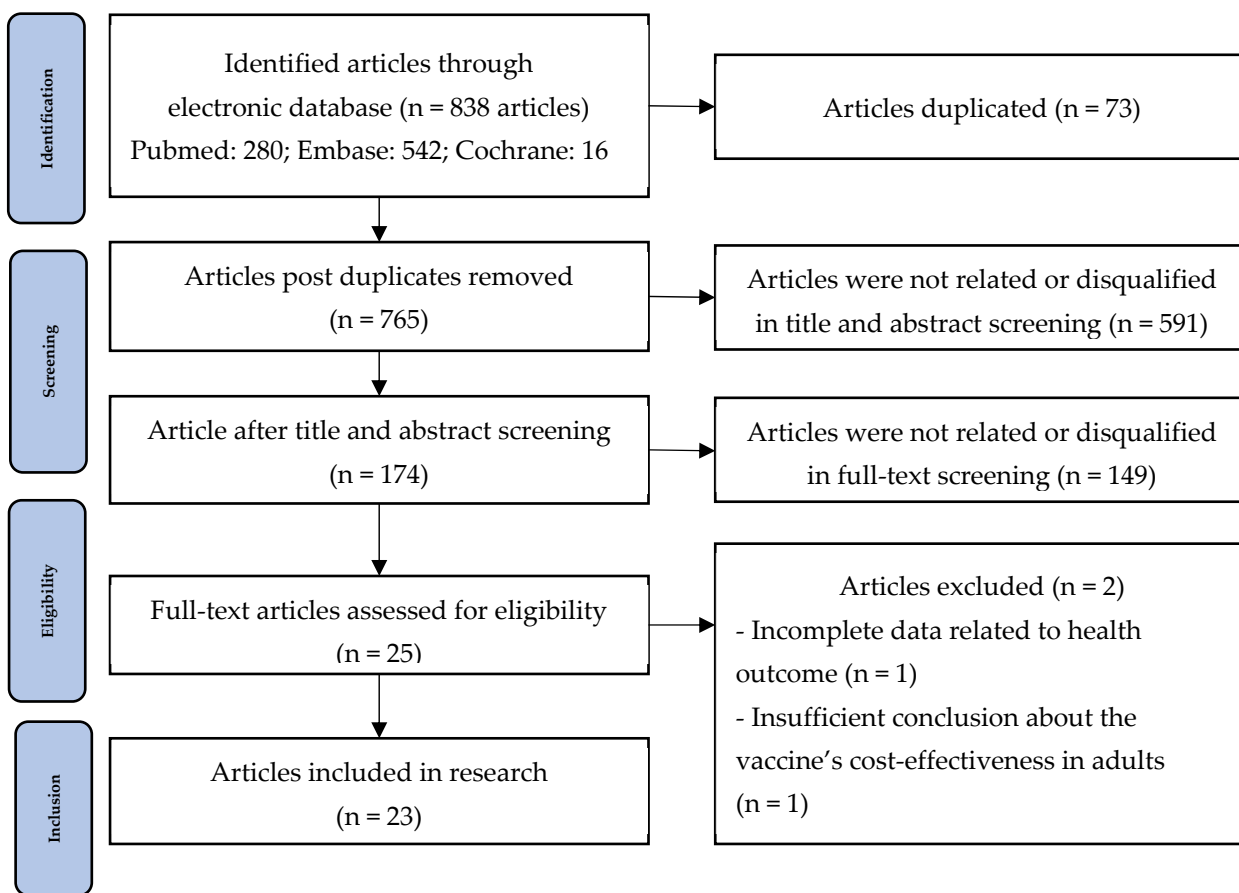 Identification
Identified articles through
electronic database (n = 838 articles)
Pubmed: 280; Embase: 542; Cochrane: 16
Articles duplicated (n = 73)
Screening
Articles post duplicates removed
(n = 765)
Articles were not related or disqualified
in title and abstract screening (n = 591)
Article after title and abstract screening
(n = 174)
Articles were not related or disqualified
in full-text screening (n = 149)
Eligibility
Full-text articles assessed for eligibility
(n = 25)
Articles excluded (n = 2)
- Incomplete data related to health
outcome (n = 1)
- Insufficient conclusion about the
vaccine’s cost-effectiveness in adults
(n = 1)
Inclusion
Articles included in research
(n = 23)